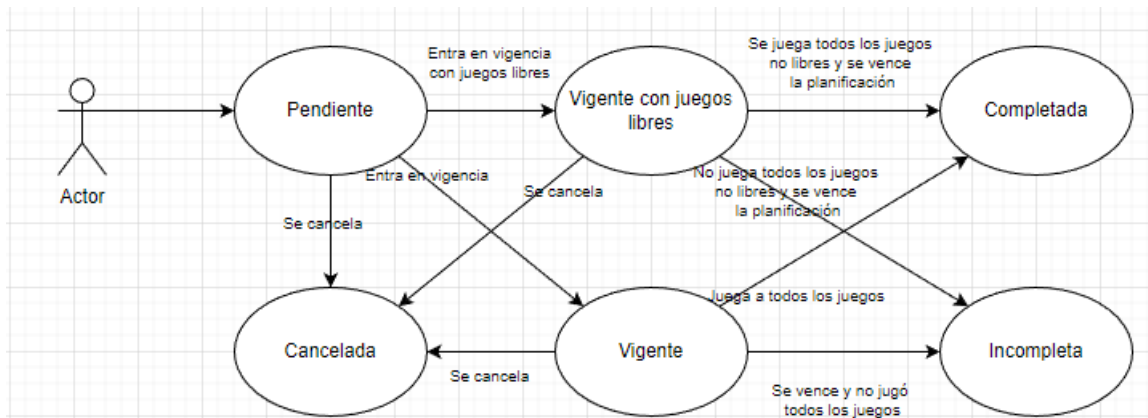 Entra en vigencia
con juegos libres
Se juega todos los juegos
no libres y se vence
la planificación
Pendiente
Vigente con juegos
libres
Completada
Actor
Entra en vigencia
Se cancela
No juega todos los juegos
no libres y se vence
la planificación
Se cancela
Juega a todos los juegos
Cancelada
Vigente
Incompleta
Se cancela
Se vence y no jugó
todos los juegos